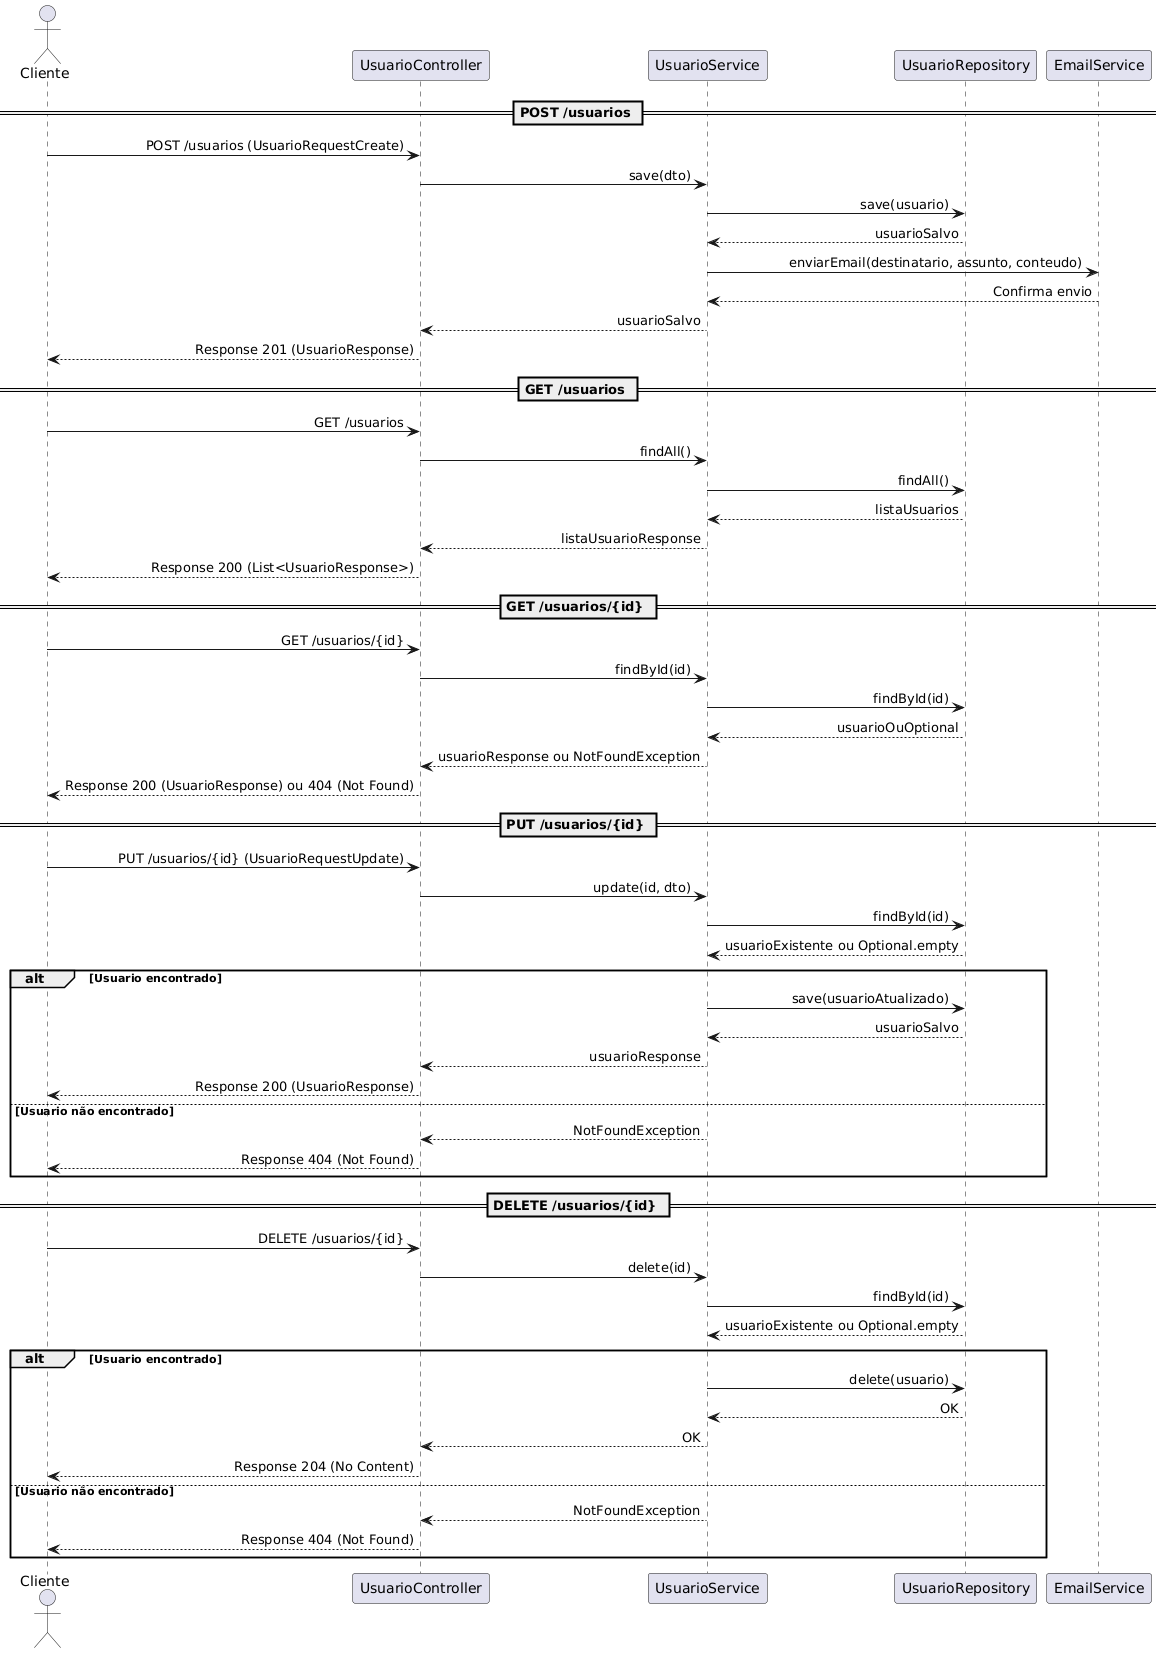 Cliente
UsuarioController
UsuarioService
UsuarioRepository
EmailService
POST /usuarios
POST /usuarios (UsuarioRequestCreate)
save(dto)
save(usuario)
usuarioSalvo
enviarEmail(destinatario, assunto, conteudo)
Confirma envio
usuarioSalvo
Response 201 (UsuarioResponse)
GET /usuarios
GET /usuarios
findAll()
findAll()
listaUsuarios
listaUsuarioResponse
Response 200 (List<UsuarioResponse>)
GET /usuarios/{id}
GET /usuarios/{id}
findById(id)
findById(id)
usuarioOuOptional
usuarioResponse ou NotFoundException
Response 200 (UsuarioResponse) ou 404 (Not Found)
PUT /usuarios/{id}
PUT /usuarios/{id} (UsuarioRequestUpdate)
update(id, dto)
findById(id)
usuarioExistente ou Optional.empty
alt [Usuario encontrado]
save(usuarioAtualizado)
usuarioSalvo
usuarioResponse
Response 200 (UsuarioResponse)
[Usuario não encontrado]
NotFoundException
Response 404 (Not Found)
DELETE /usuarios/{id}
DELETE /usuarios/{id}
delete(id)
findById(id)
usuarioExistente ou Optional.empty
alt [Usuario encontrado]
delete(usuario)
OK
OK
Response 204 (No Content)
[Usuario não encontrado]
NotFoundException
Response 404 (Not Found)
Cliente
UsuarioController
UsuarioService
UsuarioRepository
EmailService